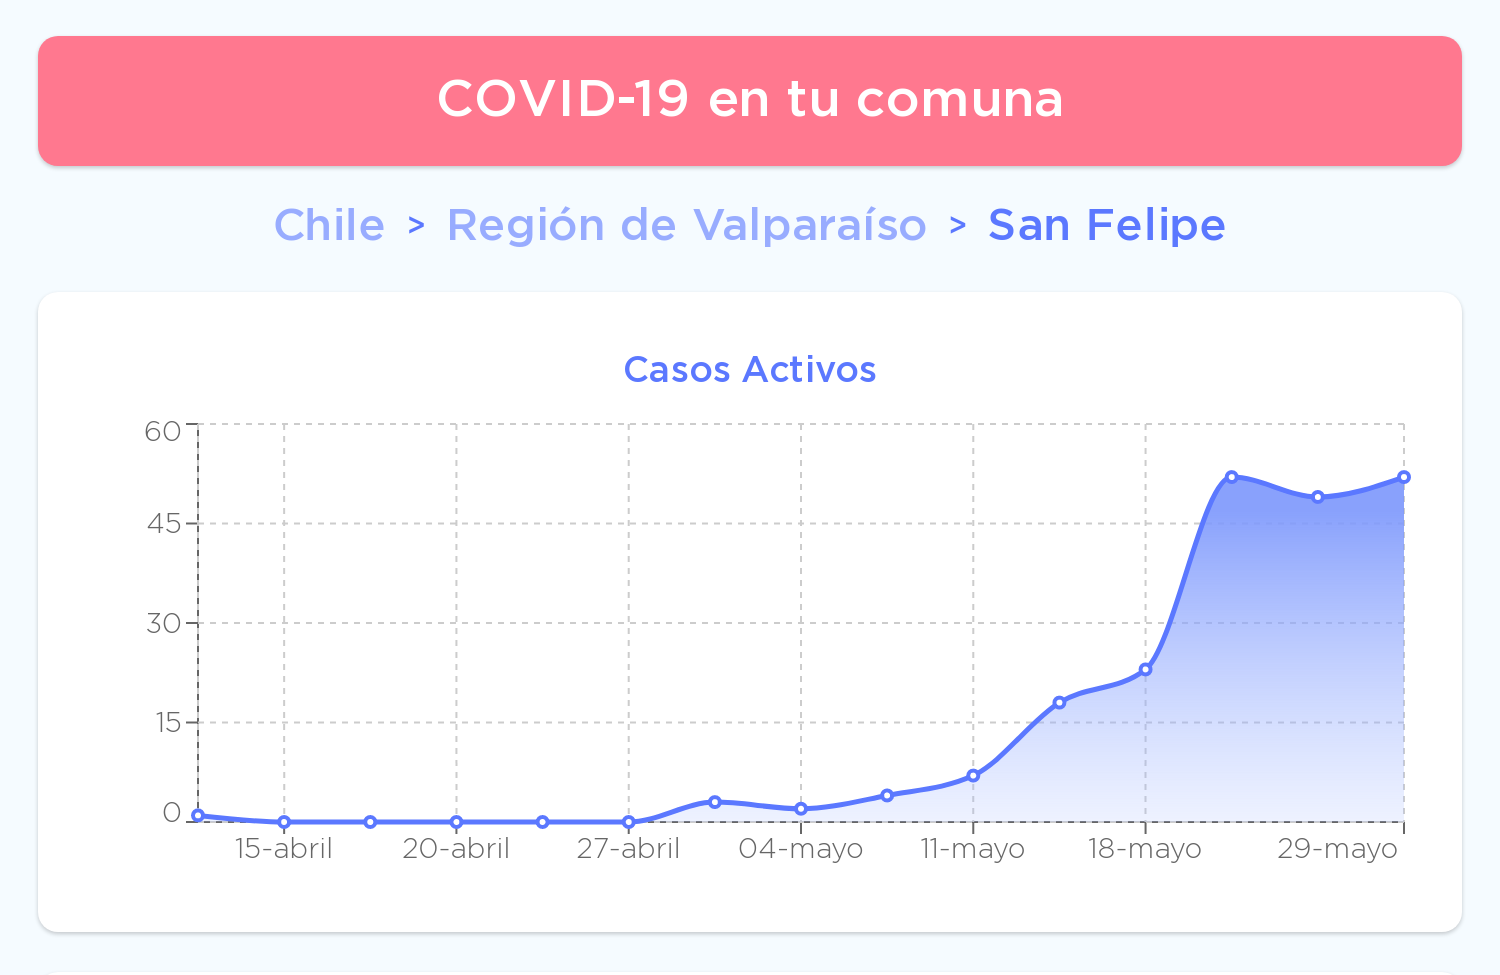 COVID-19 en tu comuna
Chile > Región de Valparaíso > San Felipe
Casos Activos
60
45
30
15
0
15-abril 20-abril 27-abril 04-mayo 11-mayo 18-mayo 29-mayo